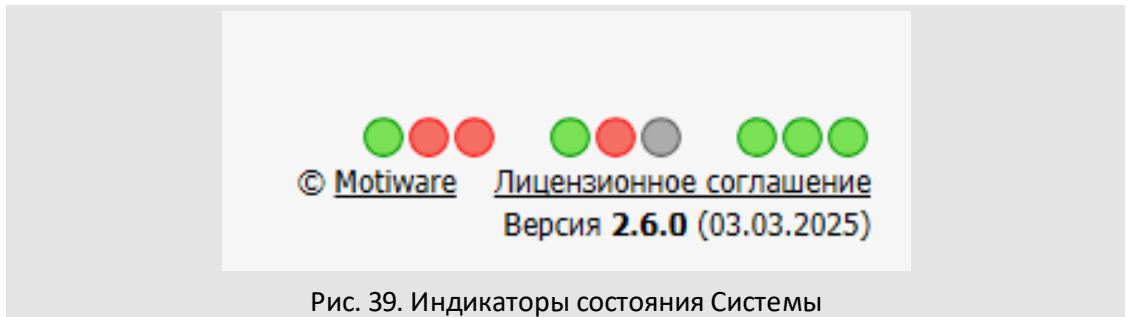 © Motiware Лицензионное соглашение
Версия 2.6.0 (03.03.2025)
Рис. 39. Индикаторы состояния Системы